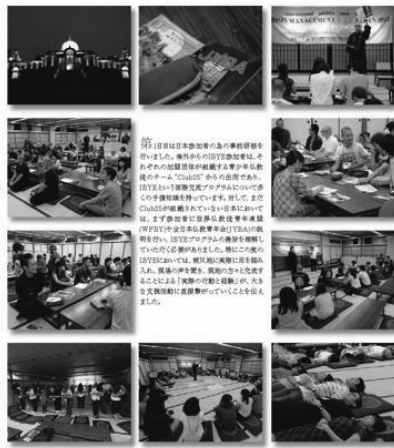 ISIS MANAGEMENT
JYBA
第1日目は日本参加者の為の事前研修を
行いました。海外からのIBYE参加者は、そ
れぞれの加盟団体が組織する青少年仏教
徒のチーム“Club25”からの出席であり、
IBYEという国際交流プログラムについて多
くの予備知識を持っています。対して、まだ
Club25が組織されていない日本において
は、まず参加者に世界仏教徒青年連盟
(WFBY)や全日本仏教青年会(JYBA)の説
明を行い、IBYEプログラムの趣旨を理解し
ていただく必要がありました。特にこの度の
IBYEにおいては、被災地に実際に足を踏み
入れ、現場の声を聞き、現地の方々と交流す
ることによる「実際の行動と経験」が、大き
な支援活動に直接繋がっていくことを伝え
ました。